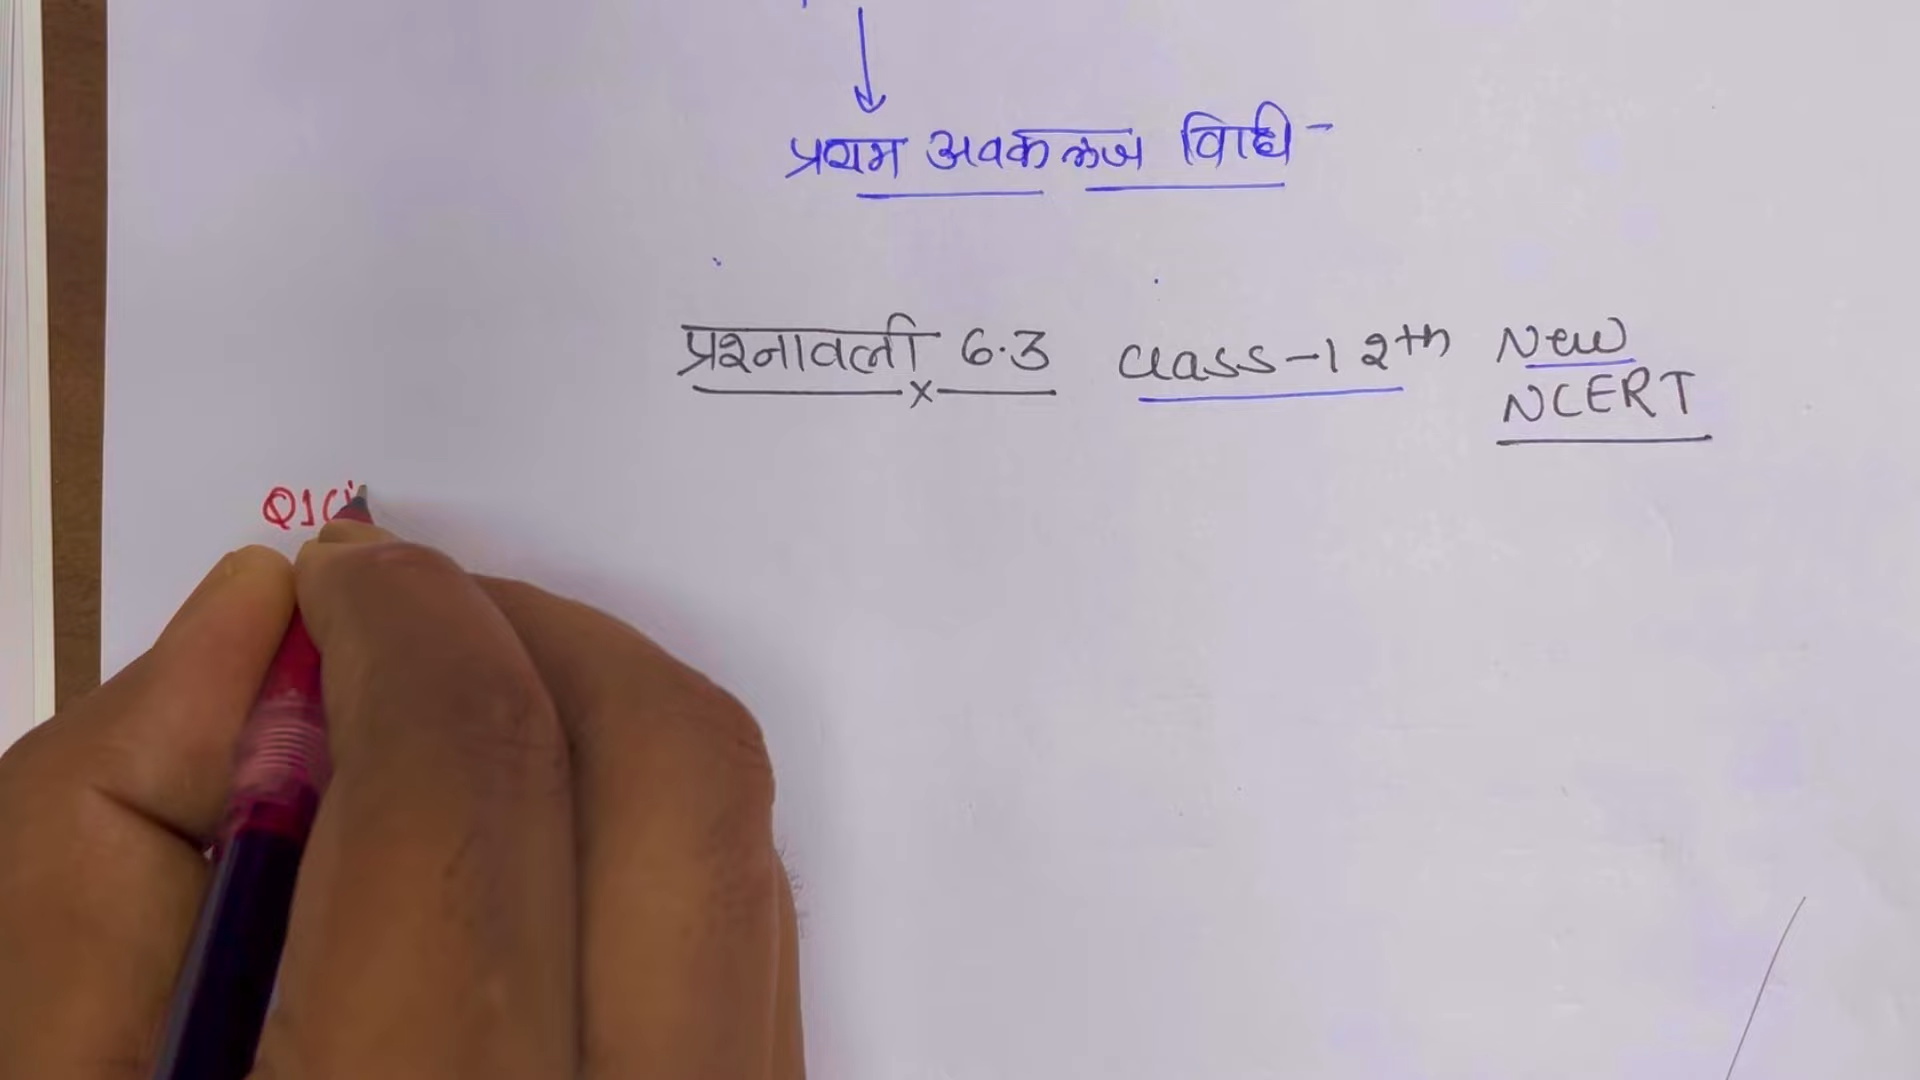 प्रथम अवकलज विधि -
प्रश्नावली 6.3 Class-12th New
NCERT
Q1(i